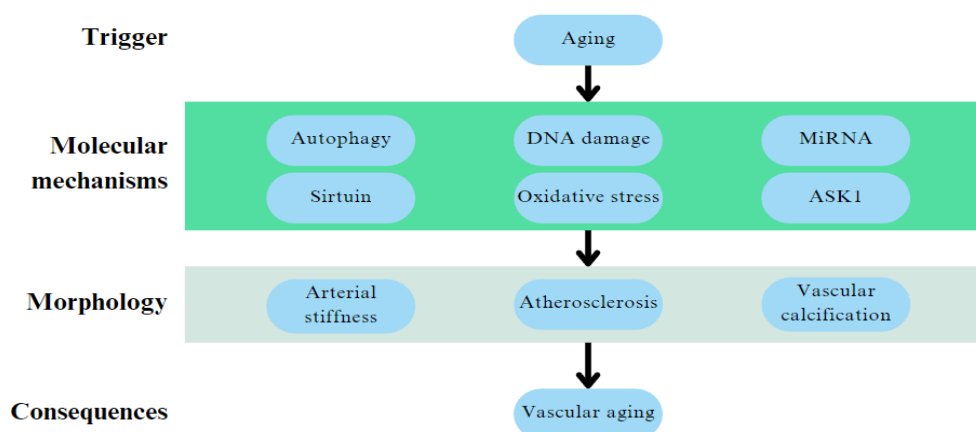 Trigger
Aging
Molecular
mechanisms
Autophagy
DNA damage
MiRNA
Sirtuin
Oxidative stress
ASK1
Morphology
Arterial
stiffness
Atherosclerosis
Vascular
calcification
Consequences
Vascular aging